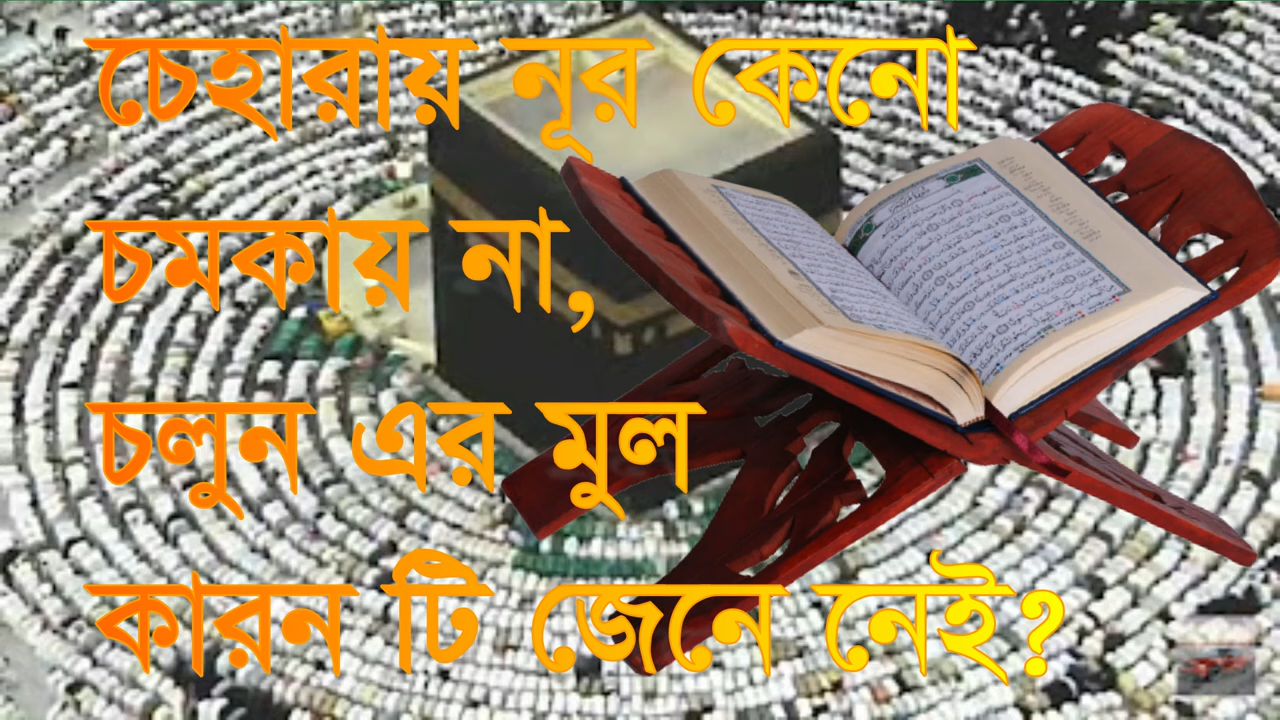 চেহারায় নূর কেনো
চমকায় না,
চলুন এর মুল
কারন টি জেনে নেই?